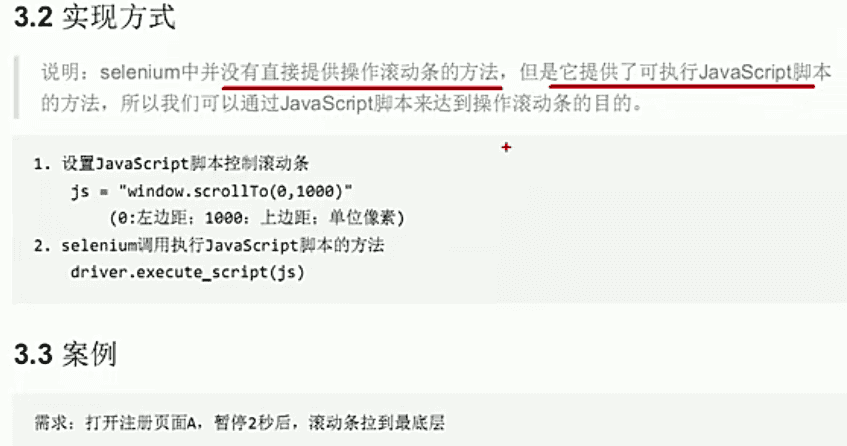 3.2 实现方式
说明：selenium中并没有直接提供操作滚动条的方法，但是它提供了可执行JavaScript脚本
的方法，所以我们可以通过JavaScript脚本来达到操作滚动条的目的。
1. 设置JavaScript脚本控制滚动条
js = "window.scrollTo(0,1000)"
(0:左边距；1000：上边距；单位像素)
2. selenium调用执行JavaScript脚本的方法
driver.execute_script(js)
3.3 案例
需求：打开注册页面A，暂停2秒后，滚动条拉到最底层